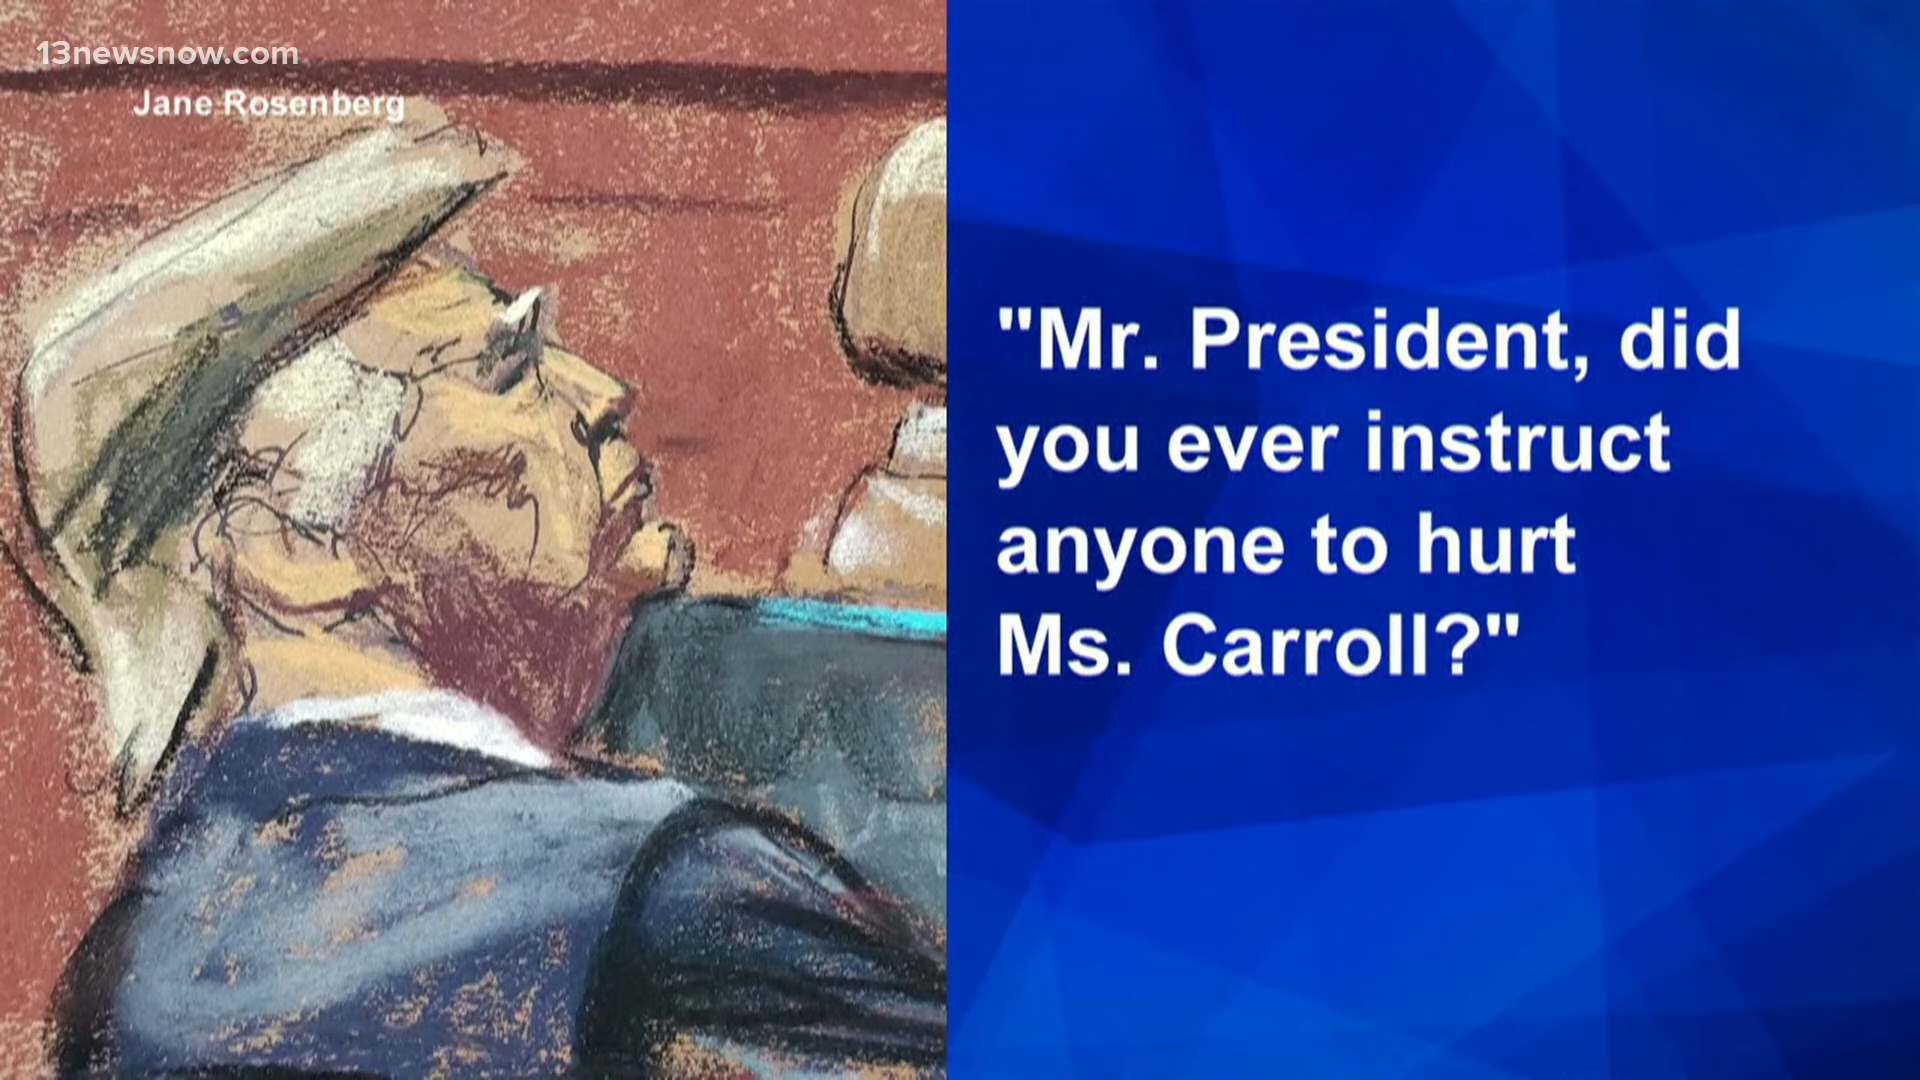 13newsnow.com
Jane Rosenberg
"Mr. President, did
you ever instruct
anyone to hurt
Ms. Carroll?"